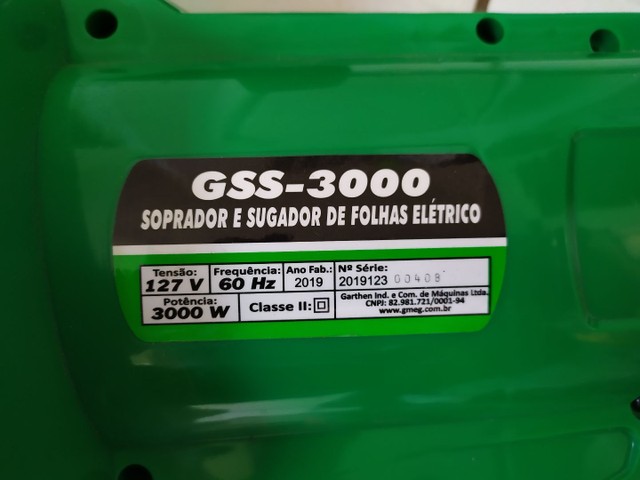 GSS-3000
SOPRADOR E SUGADOR DE FOLHAS ELÉTRICO
Tensão: Frequência: Ano Fab.: Nº Série:
127 V 60 Hz 2019 2019123 00408
Potência: Classe II: Garthen Ind. e Com. de Máquinas Ltda.
3000 W CNPJ: 82.981.721/0001-94
www.gmeg.com.br